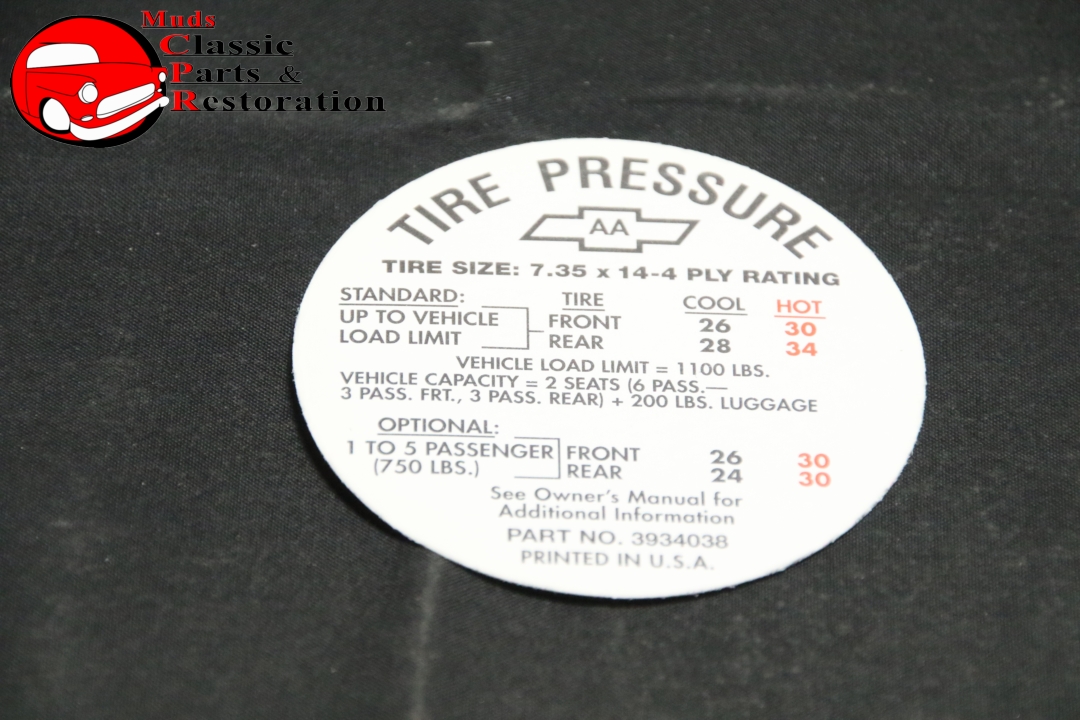 Muds
Classic
Parts &
Restoration
TIRE PRESSURE
AA
TIRE SIZE: 7.35 x 14-4 PLY RATING
STANDARD: TIRE COOL HOT
UP TO VEHICLE FRONT 26 30
LOAD LIMIT REAR 28 34
VEHICLE LOAD LIMIT = 1100 LBS.
VEHICLE CAPACITY = 2 SEATS (6 PASS.—
3 PASS. FRT., 3 PASS. REAR) + 200 LBS. LUGGAGE
OPTIONAL:
1 TO 5 PASSENGER FRONT 26 30
(750 LBS.) REAR 24 30
See Owner's Manual for
Additional Information
PART NO. 3934038
PRINTED IN U.S.A.